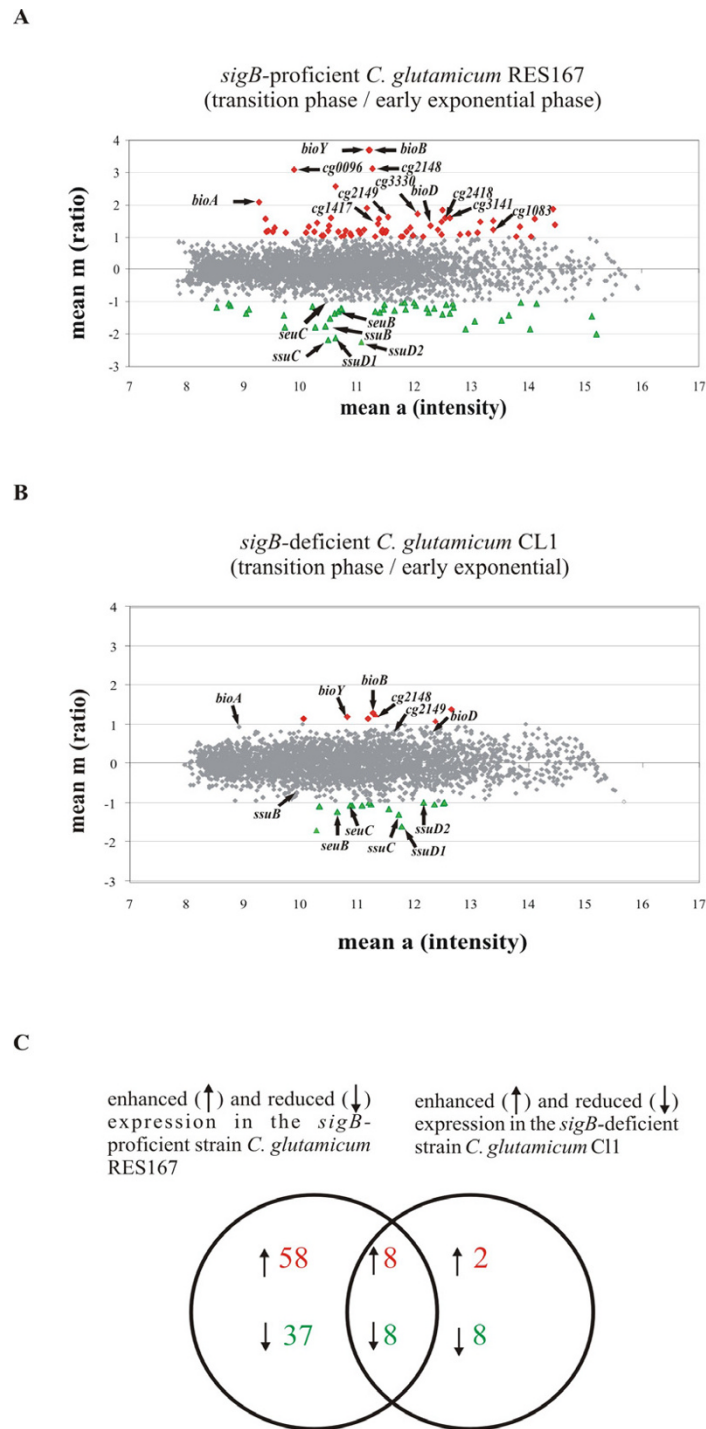 A
sigB-proficient C. glutamicum RES167
(transition phase / early exponential phase)
4
3
2
1
0
-1
-2
-3
mean m (ratio)
bioY
bioB
cg0096
cg2148
cg3330
bioA
cg2149
bioD
cg2418
cg1417
cg3141
cg1083
seuC
seuB
ssuB
ssuC
ssuD1
ssuD2
7 8 9 10 11 12 13 14 15 16 17
mean a (intensity)
B
sigB-deficient C. glutamicum CL1
(transition phase / early exponential)
4
3
2
1
0
-1
-2
-3
mean m (ratio)
bioB
bioY
cg2148
bioA
cg2149
bioD
ssuB
seuC
ssuD2
seuB
ssuC
ssuD1
7 8 9 10 11 12 13 14 15 16 17
mean a (intensity)
C
enhanced (↑) and reduced (↓)
expression in the sigB-
proficient strain C. glutamicum
RES167
enhanced (↑) and reduced (↓)
expression in the sigB-deficient
strain C. glutamicum Cl1
↑ 58 ↑ 8 ↑ 2
↓ 37 ↓ 8 ↓ 8